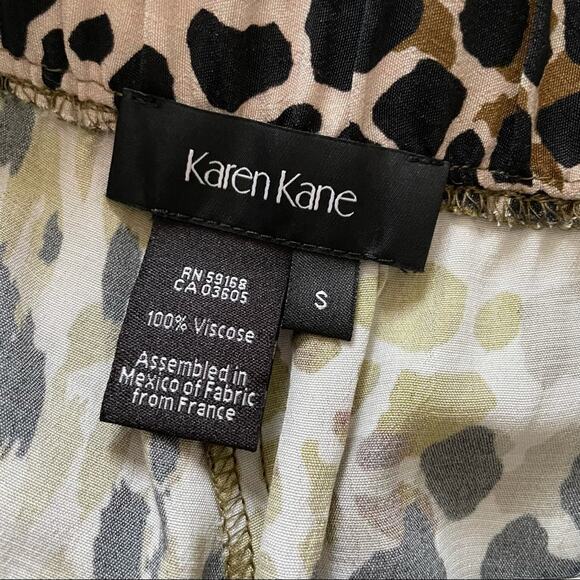 Karen Kane
RN 59168
CA 03605
100% Viscose
Assembled in
Mexico of Fabric
from France
S